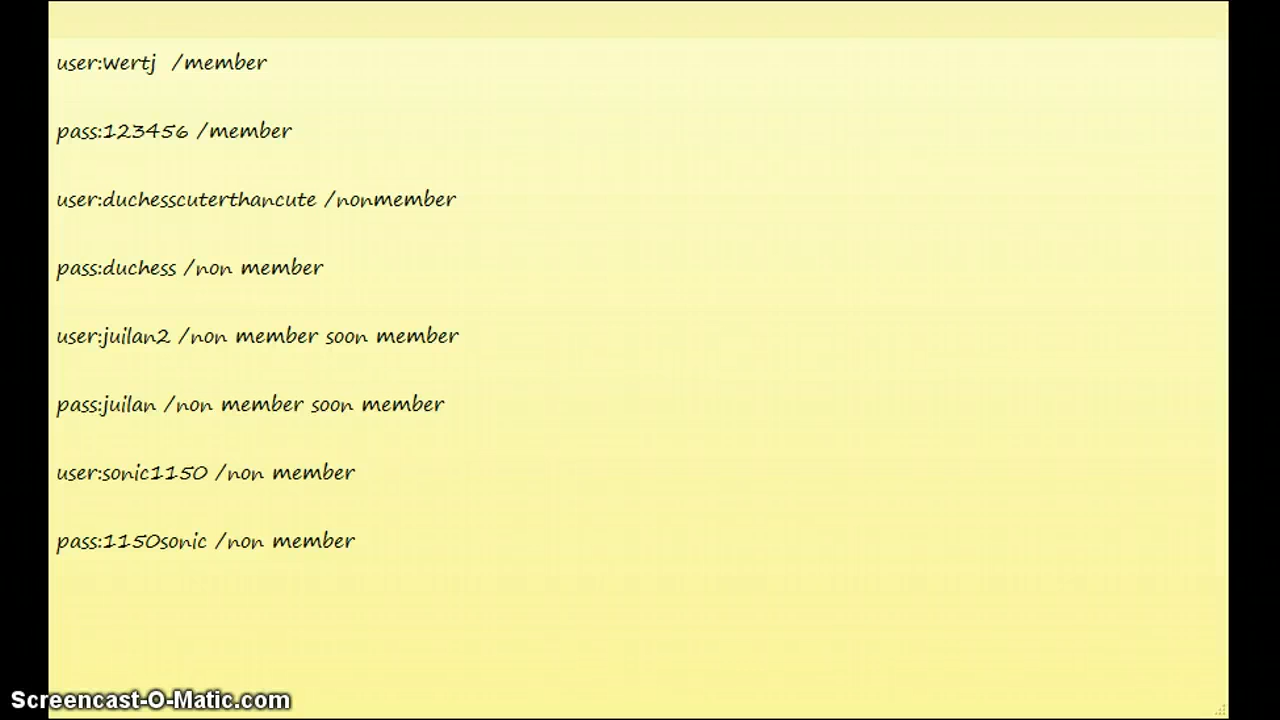 user:wertj /member
pass:123456 /member
user:duchesscuterthancute /nonmember
pass:duchess /non member
user:juilan2 /non member soon member
pass:juilan /non member soon member
user:sonic1150 /non member
pass:1150sonic /non member
Screencast-O-Matic.com